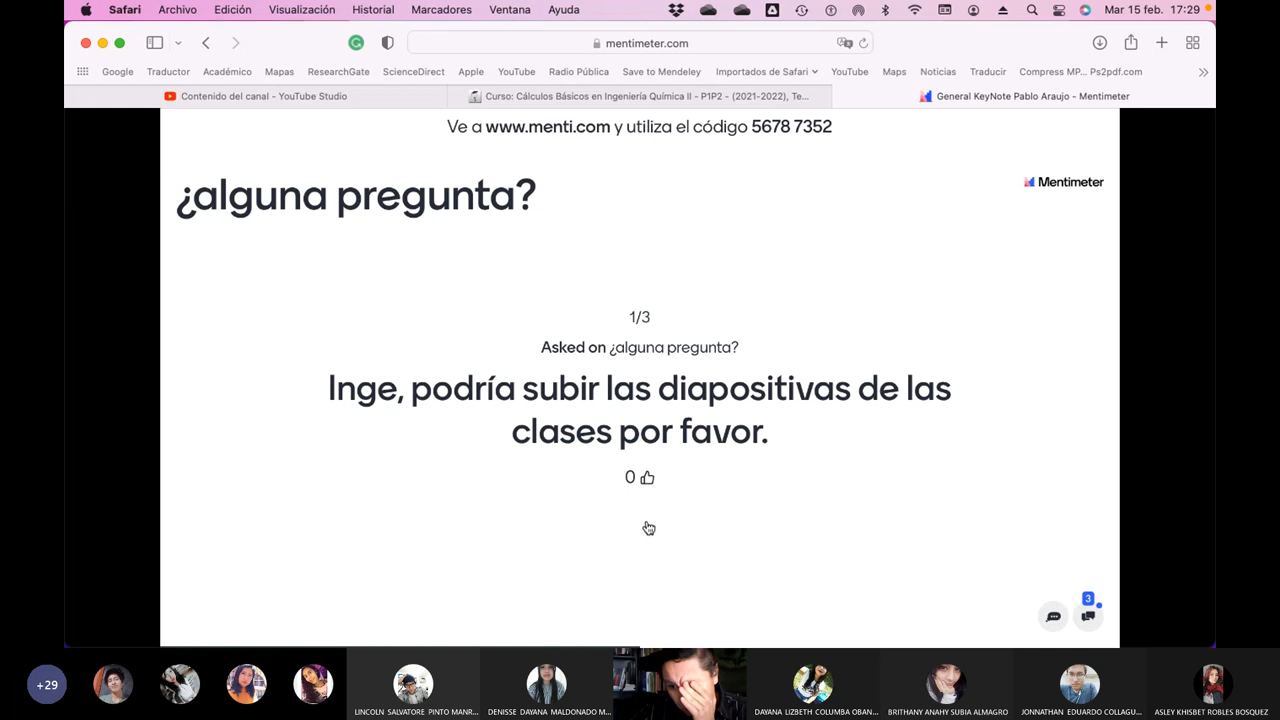 Safari Archivo Edición Visualización Historial Marcadores Ventana Ayuda Mar 15 feb. 17:29
mentimeter.com
Google Traductor Académico Mapas ResearchGate ScienceDirect Apple YouTube Radio Pública Save to Mendeley Importados de Safari YouTube Maps Noticias Traducir Compress MP... Ps2pdf.com
Contenido del canal - YouTube Studio Curso: Cálculos Básicos en Ingeniería Química II - P1P2 - (2021-2022), Te... General KeyNote Pablo Araujo - Mentimeter
Ve a www.menti.com y utiliza el código 5678 7352
Mentimeter
¿alguna pregunta?
1/3
Asked on ¿alguna pregunta?
Inge, podría subir las diapositivas de las
clases por favor.
0
3
+29
LINCOLN SALVATORE PINTO MANR... DENISSE DAYANA MALDONADO M... DAYANA LIZBETH COLUMBA OBAN... BRITHANY ANAHY SUBIA ALMAGRO JONNATHAN EDUARDO COLLAGU... ASLEY KHISBET ROBLES BOSQUEZ